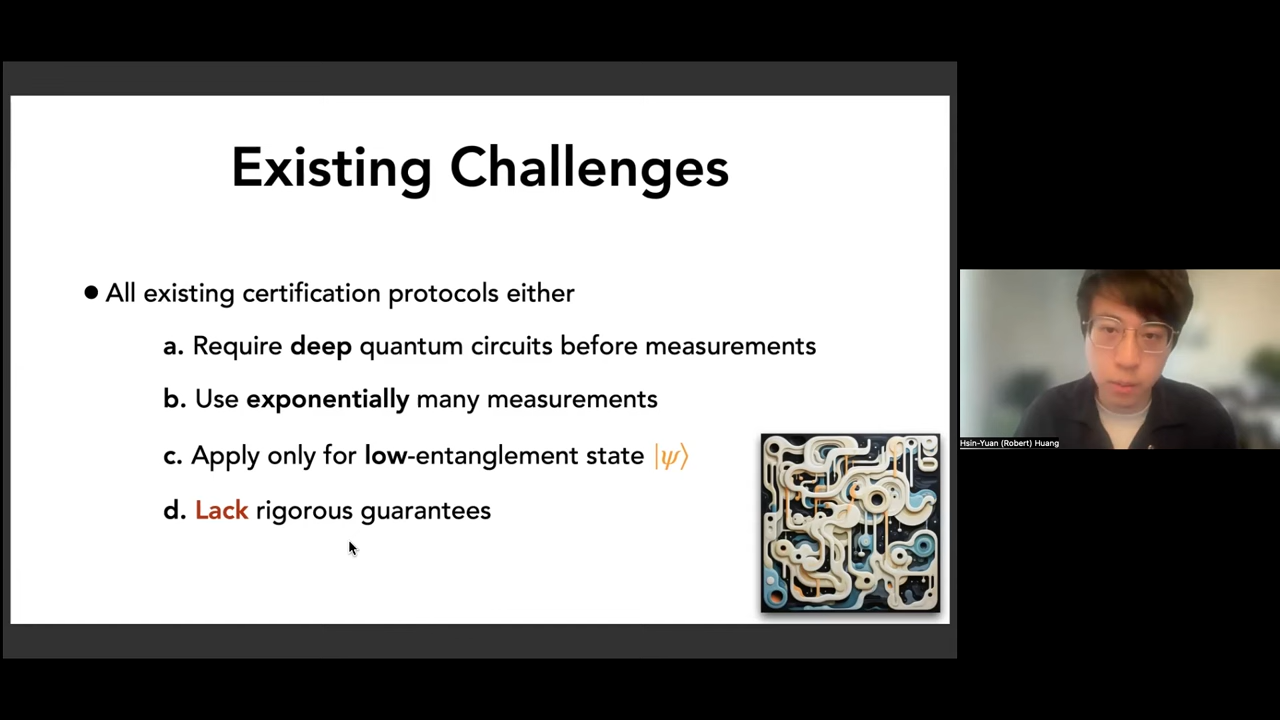 Existing Challenges
● All existing certification protocols either
a. Require deep quantum circuits before measurements
b. Use exponentially many measurements
c. Apply only for low-entanglement state |ψ⟩
d. Lack rigorous guarantees
Hsin-Yuan (Robert) Huang